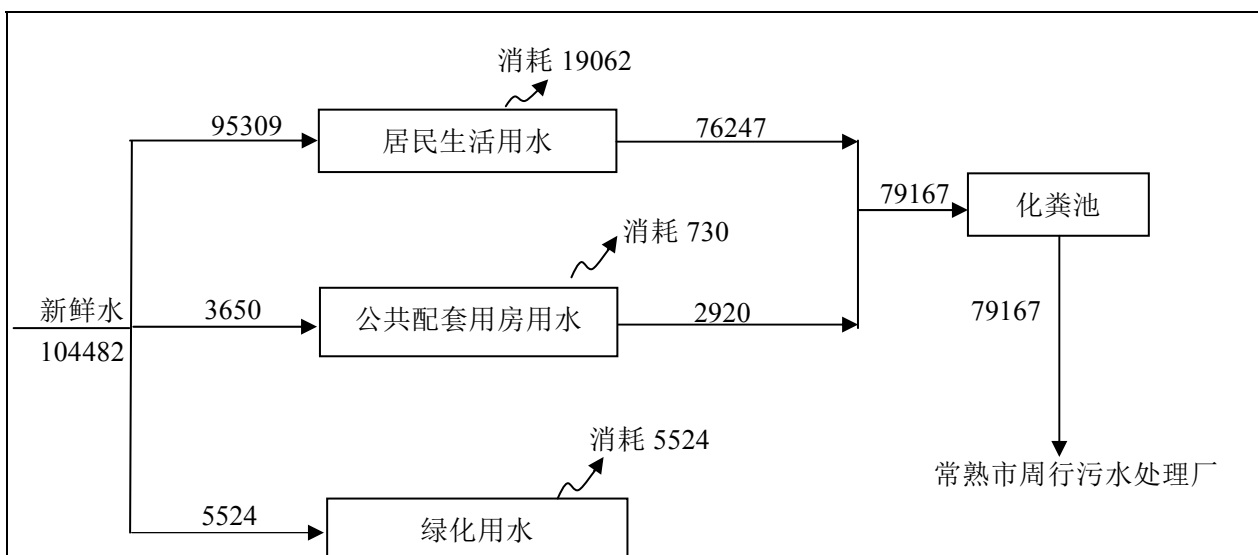 消耗 19062
95309
居民生活用水
76247
79167
化粪池
消耗 730
新鲜水
3650
公共配套用房用水
2920
79167
104482
消耗 5524
常熟市周行污水处理厂
5524
绿化用水